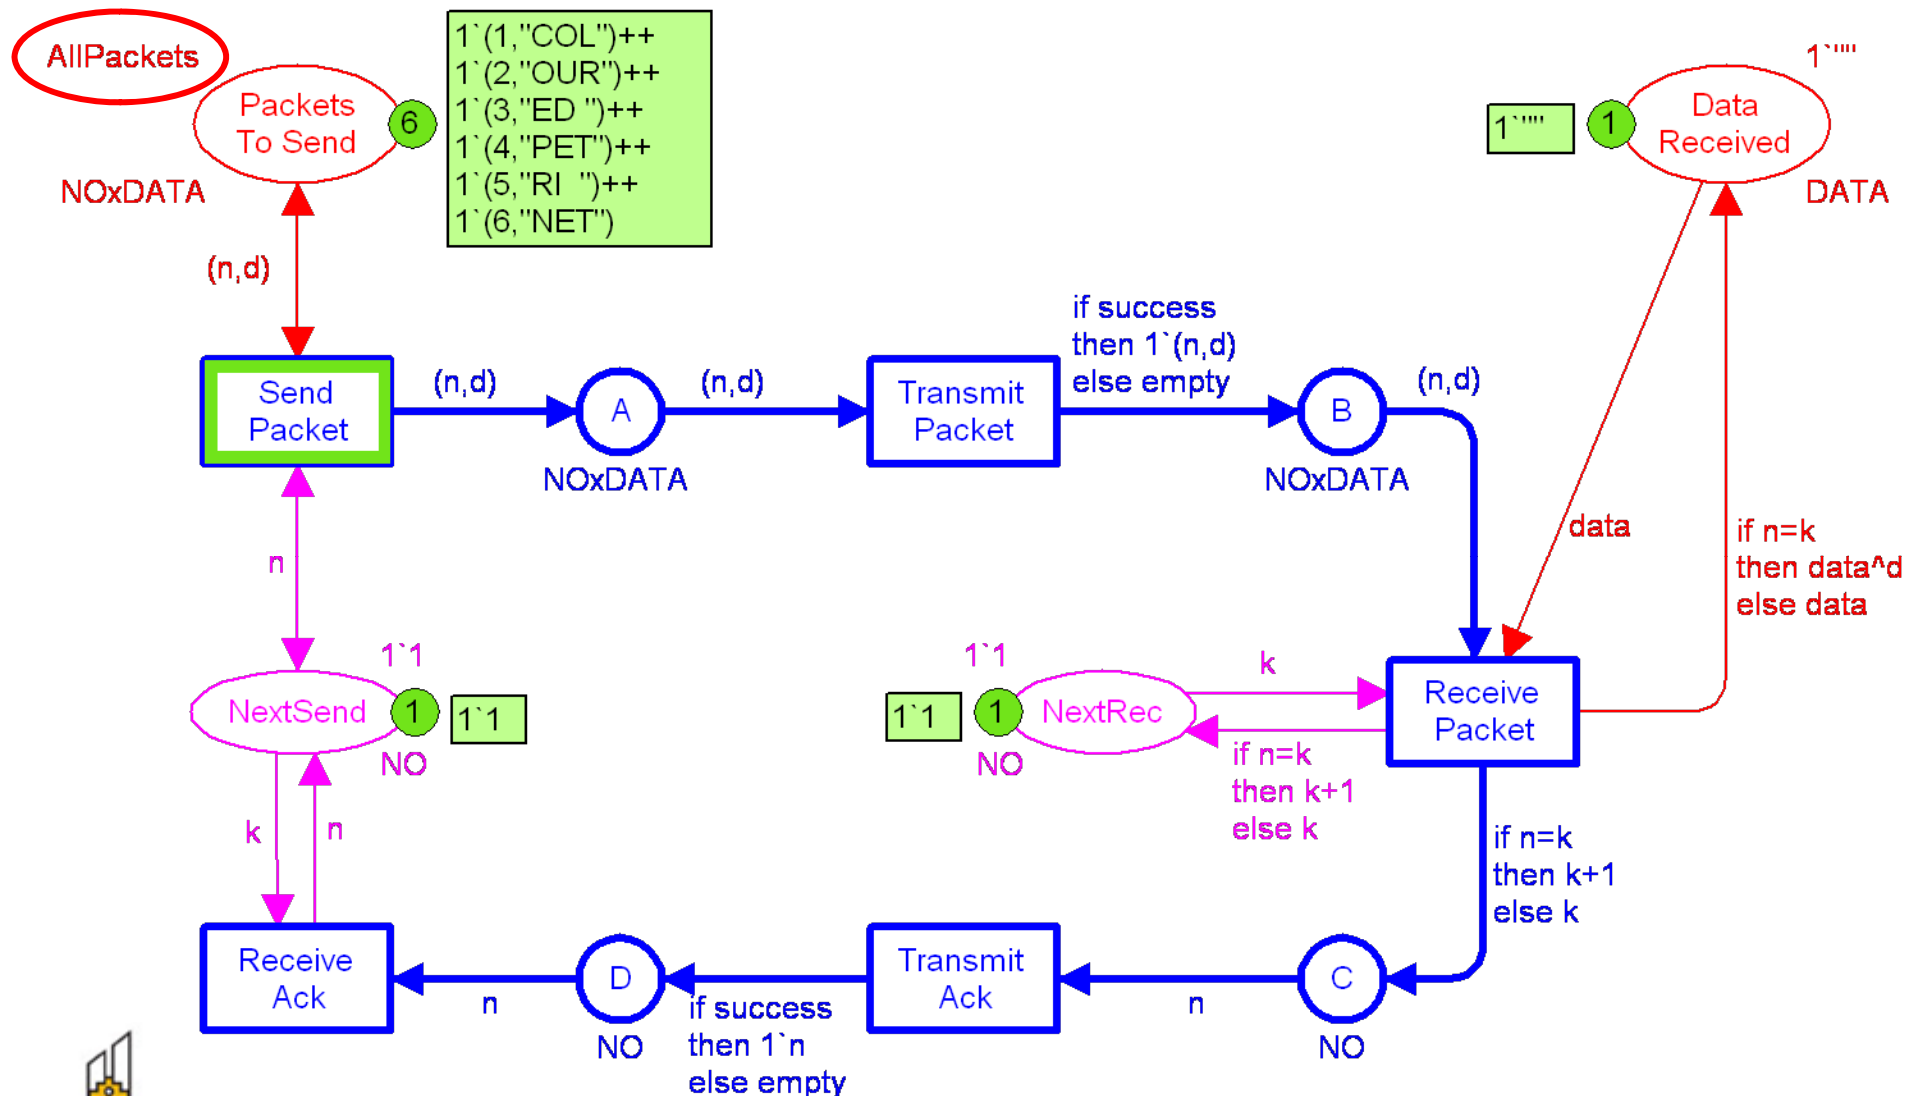 AllPackets
Packets
To Send
6
1`(1,"COL")++
1`(2,"OUR")++
1`(3,"ED ")++
1`(4,"PET")++
1`(5,"RI  ")++
1`(6,"NET")
NOxDATA
(n,d)
1`""
1`""
1
Data
Received
DATA
Send
Packet
(n,d)
A
NOxDATA
(n,d)
Transmit
Packet
if success
then 1`(n,d)
else empty
B
NOxDATA
(n,d)
data
if n=k
then data^d
else data
n
1`1
NextSend
1
1`1
NO
k
n
1`1
1`1
1
NextRec
NO
k
if n=k
then k+1
else k
Receive
Packet
if n=k
then k+1
else k
Receive
Ack
n
D
NO
if success
then 1`n
else empty
Transmit
Ack
n
C
NO